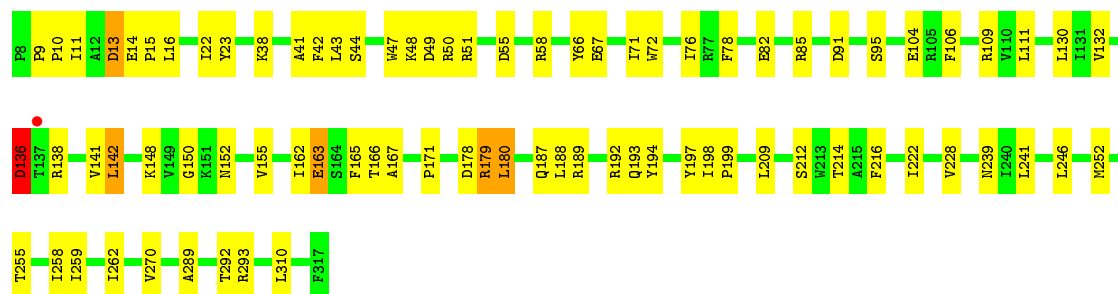 P8 P9 P10 I11 A12 D13 E14 P15 L16 I22 Y23 K38 A41 F42 L43 S44 W47 K48 D49 R50 R51 D55 R58 Y66 E67 I71 W72 I76 R77 F78 E82 R85 D91 S95 E104 R105 F106 R109 V110 L111 L130 I131 V132
D136 T137 R138 V141 L142 K148 V149 G150 K151 N152 V155 I162 E163 S164 F165 T166 A167 P171 D178 R179 L180 Q187 L188 R189 R192 Q193 Y194 Y197 I198 P199 L209 S212 W213 T214 A215 F216 I222 V228 N239 I240 L241 L246 M252
T255 I258 I259 I262 V270 A289 T292 R293 L310 F317